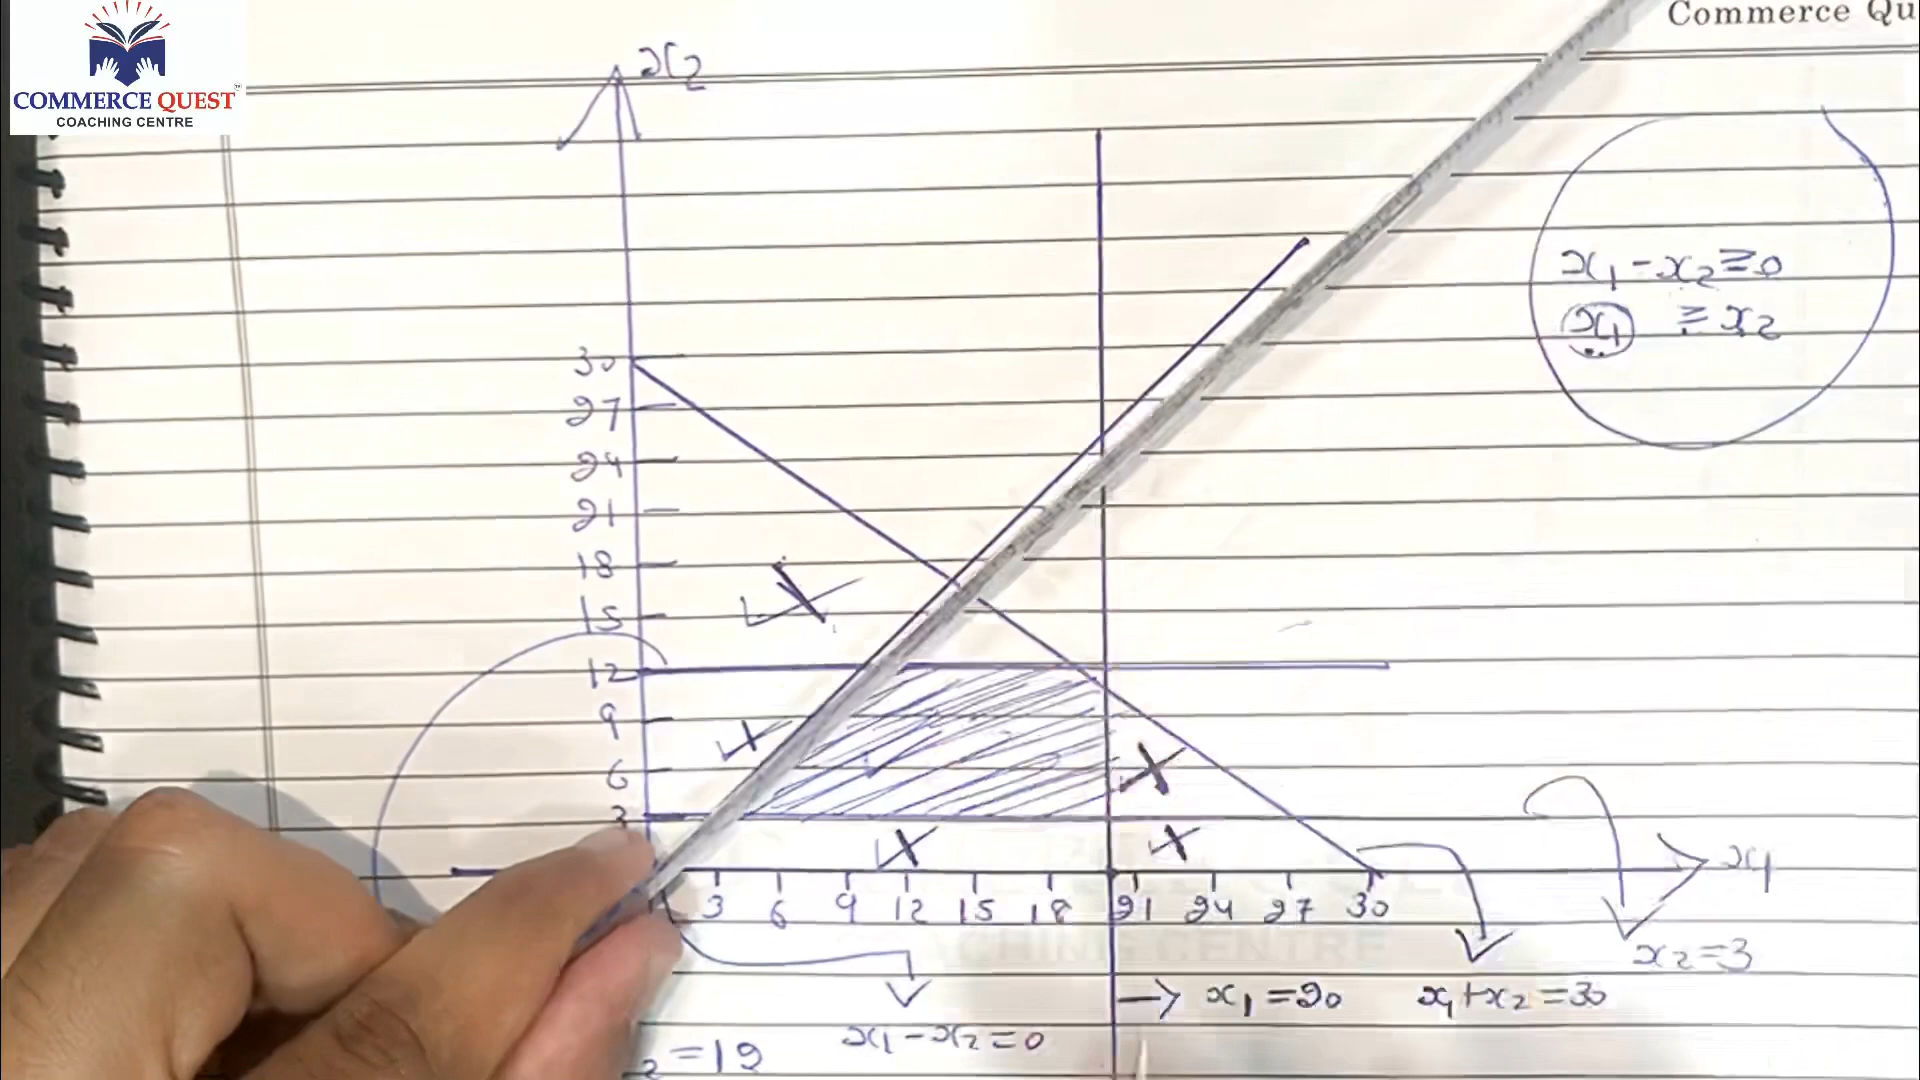 COMMERCE QUEST
COACHING CENTRE
Commerce Qu
x₂
30
27
24
21
18
15
12
9
6
3
x₁ - x₂ ≥ 0
x₁ ≥ x₂
3 6 9 12 15 18 21 24 27 30
x₁
x₂ = 3
→ x₁ = 20
x₁ + x₂ = 30
x₁ - x₂ = 0
₂ = 12